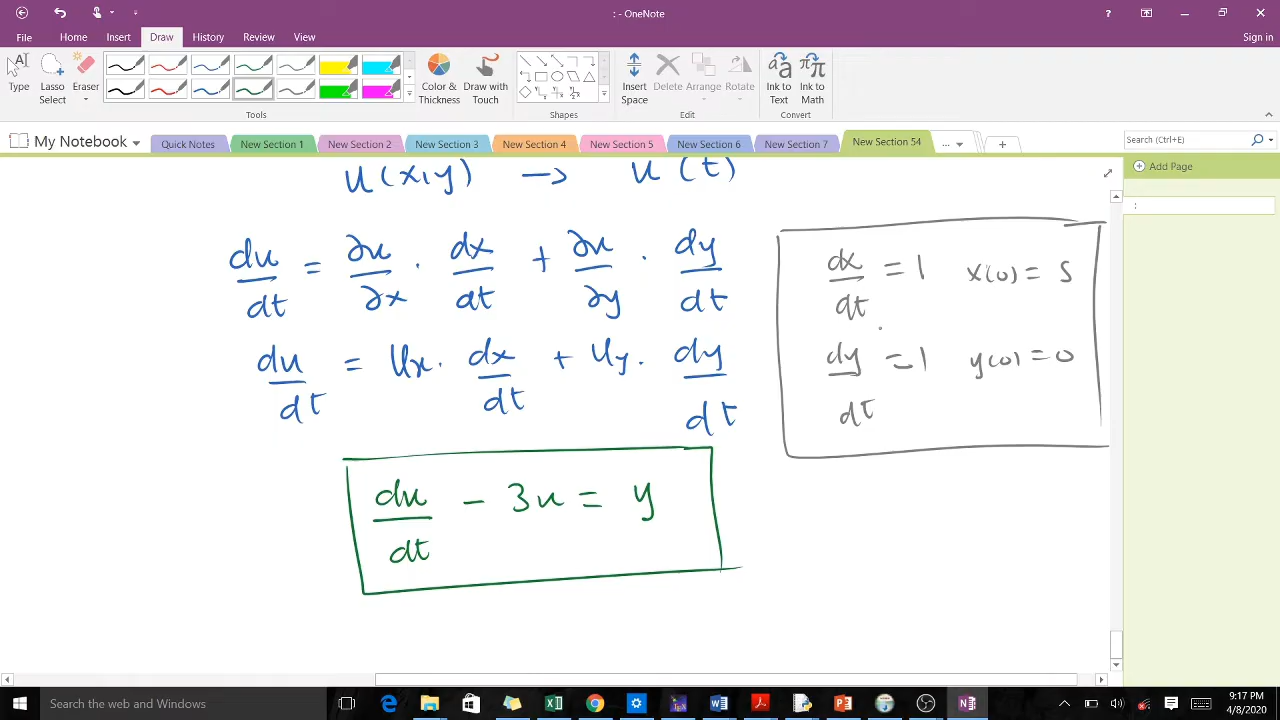 : - OneNote
File Home Insert Draw History Review View Sign in
Type Lasso Select Eraser Color & Thickness Draw with Touch Insert Space Delete Arrange Rotate Ink to Text Ink to Math
Tools Shapes Edit Convert
My Notebook Quick Notes New Section 1 New Section 2 New Section 3 New Section 4 New Section 5 New Section 6 New Section 7 New Section 54 ... Search (Ctrl+E)
Add Page
:
u(x,y) → u(t)
du/dt = ∂u/∂x · dx/dt + ∂u/∂y · dy/dt
du/dt = Ux · dx/dt + Uy · dy/dt
dx/dt = 1 x(0) = S
dy/dt = 1 y(0) = 0
du/dt - 3u = y
Search the web and Windows
9:17 PM
4/8/2020